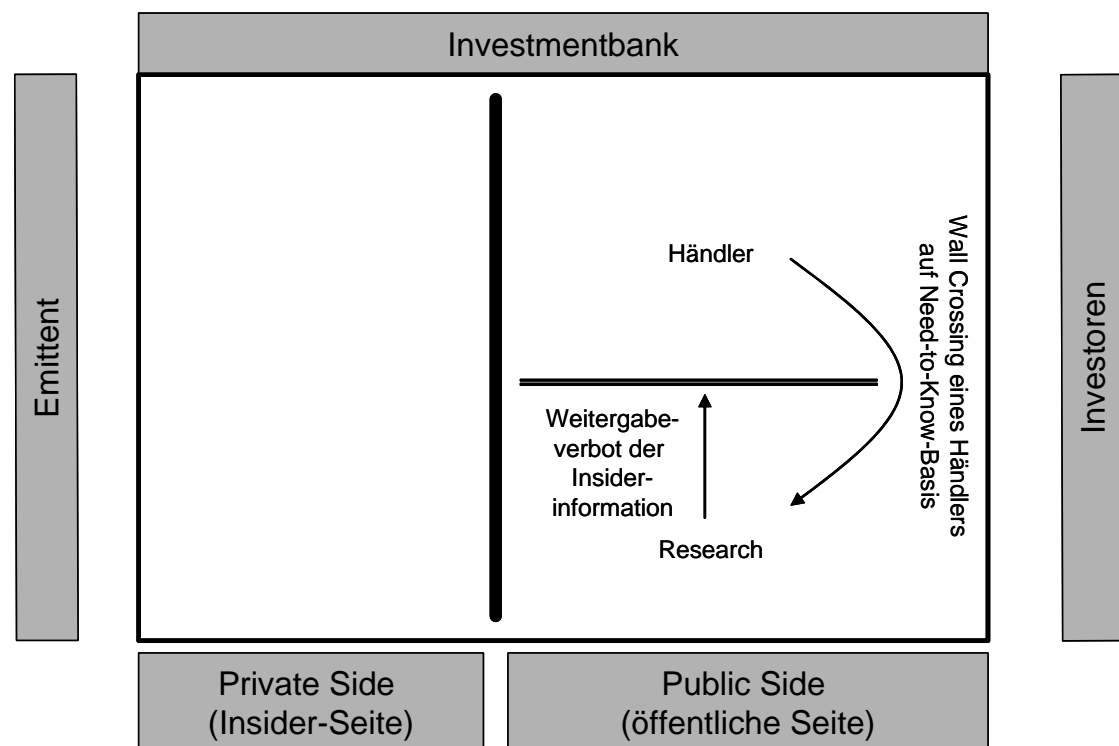 Investmentbank
Emittent
Händler
Wall Crossing eines Händlers
auf Need-to-Know-Basis
Investoren
Weitergabe-
verbot der
Insider-
information
Research
Private Side
(Insider-Seite)
Public Side
(öffentliche Seite)